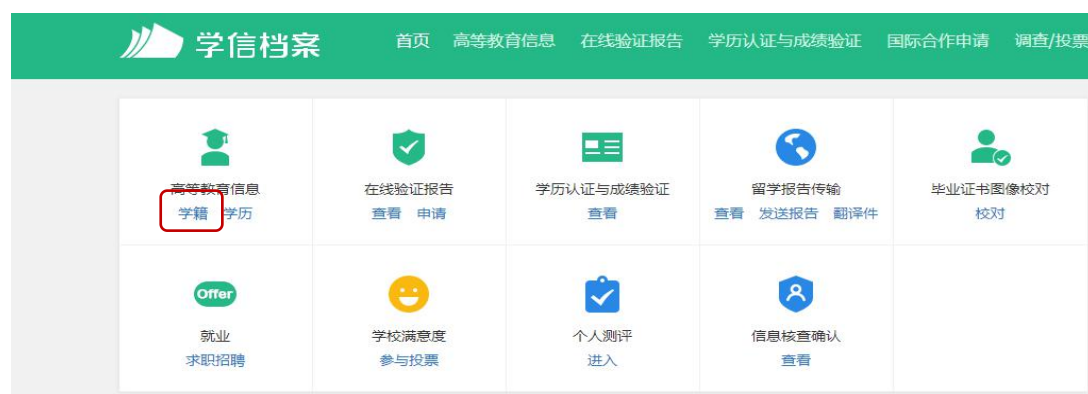 学信档案 首页 高等教育信息 在线验证报告 学历认证与成绩验证 国际合作申请 调查/投票
高等教育信息 在线验证报告 学历认证与成绩验证 留学报告传输 毕业证书图像校对
学籍 学历 查看 申请 查看 查看 发送报告 翻译件 校对
Offer
就业 学校满意度 个人测评 信息核查确认
求职招聘 参与投票 进入 查看